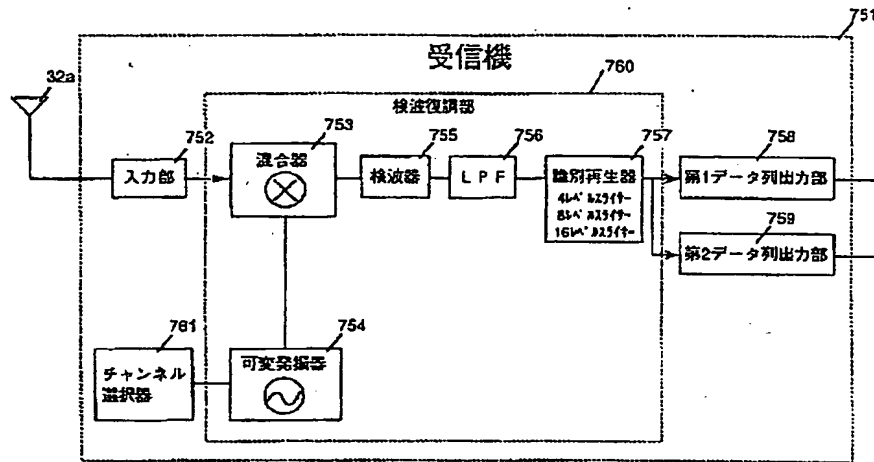 751
受信機
32a
760
検波復調部
752
753
755
756
757
758
入力部
混合器
検波器
LPF
識別再生器
4レベルスライサー
8レベルスライサー
16レベルスライサー
第1データ列出力部
759
第2データ列出力部
761
754
チャンネル
選択器
可変発振器